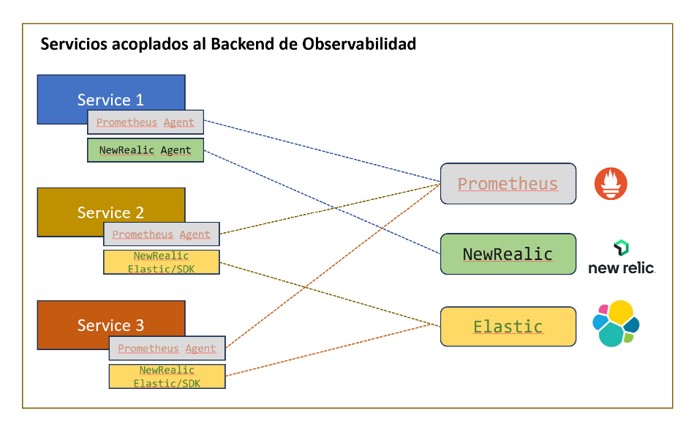 Servicios acoplados al Backend de Observabilidad
Service 1
Prometheus Agent
NewRealic Agent
Service 2
Prometheus Agent
NewRealic
Elastic/SDK
Service 3
Prometheus Agent
NewRealic
Elastic/SDK
Prometheus
NewRealic
new relic.
Elastic